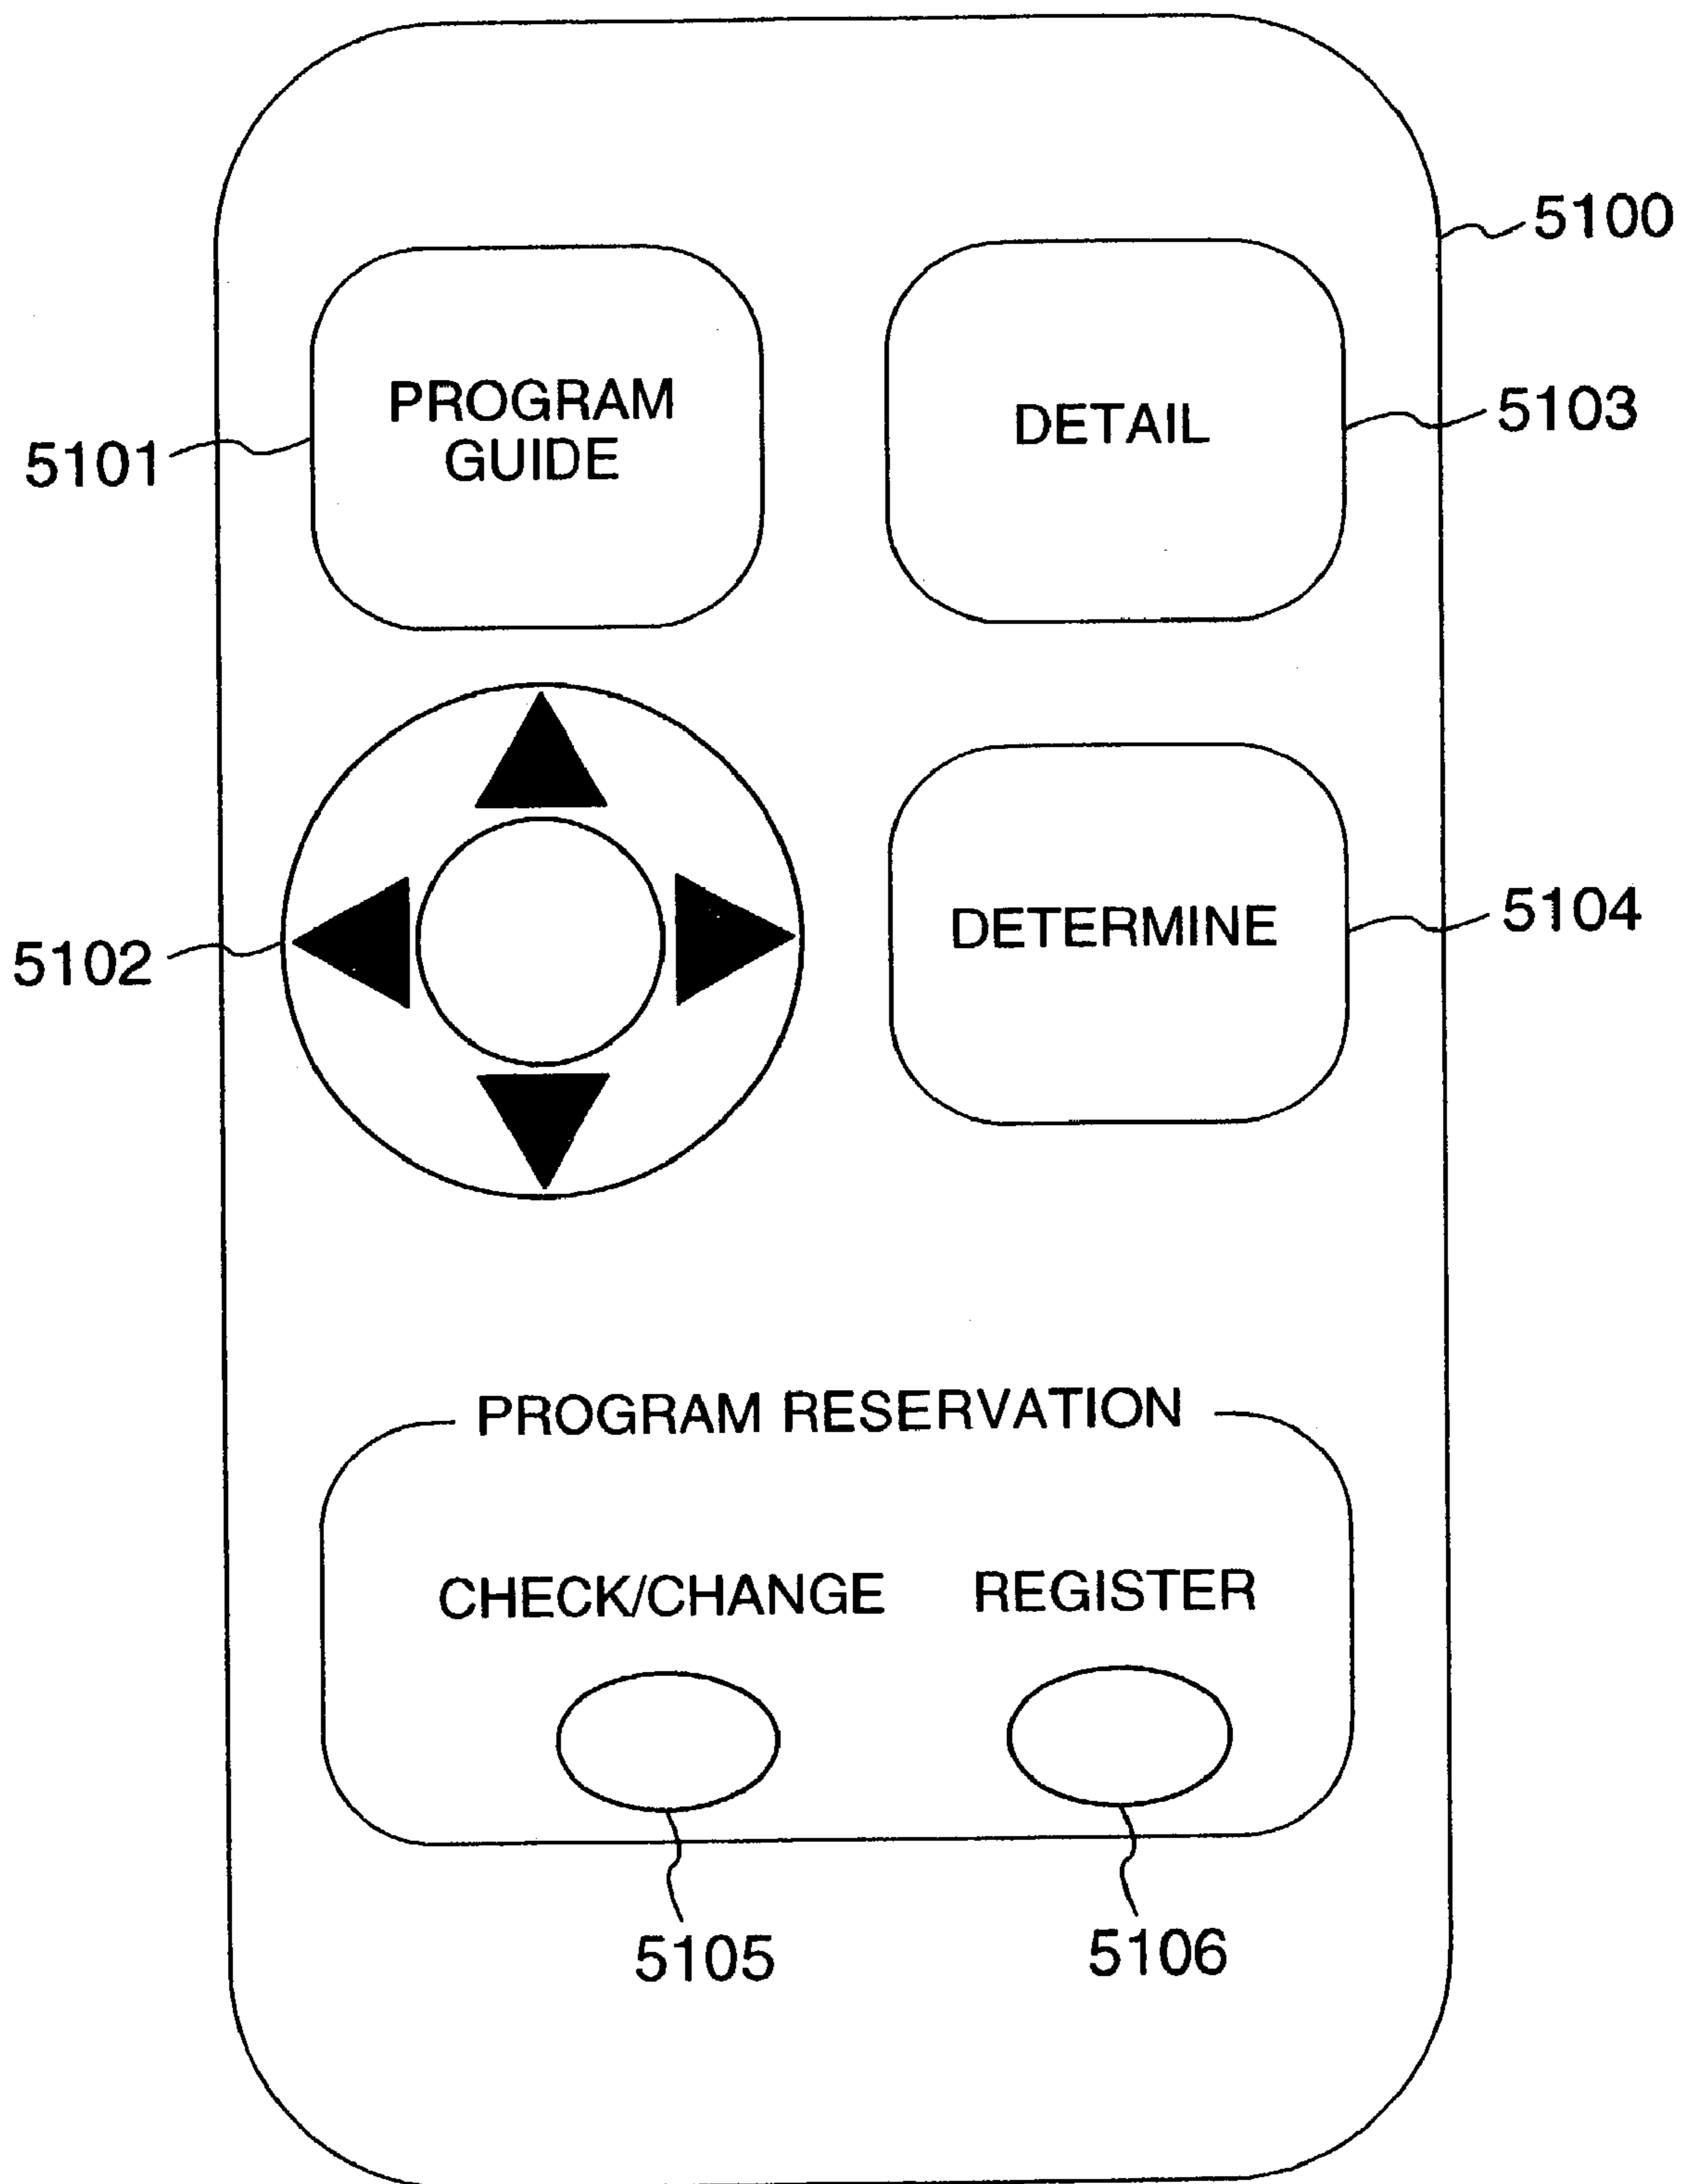 5100
PROGRAM
GUIDE
5101
DETAIL
5103
5102
DETERMINE
5104
PROGRAM RESERVATION
CHECK/CHANGE
REGISTER
5105
5106